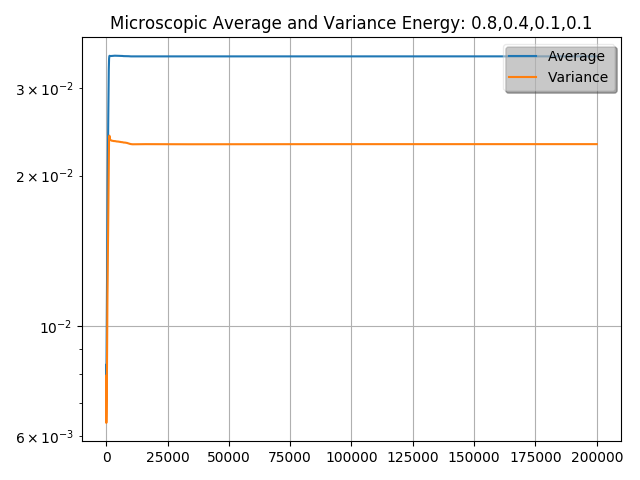 Microscopic Average and Variance Energy: 0.8,0.4,0.1,0.1
Average
Variance
3 × 10⁻²
2 × 10⁻²
10⁻²
6 × 10⁻³
0 25000 50000 75000 100000 125000 150000 175000 200000